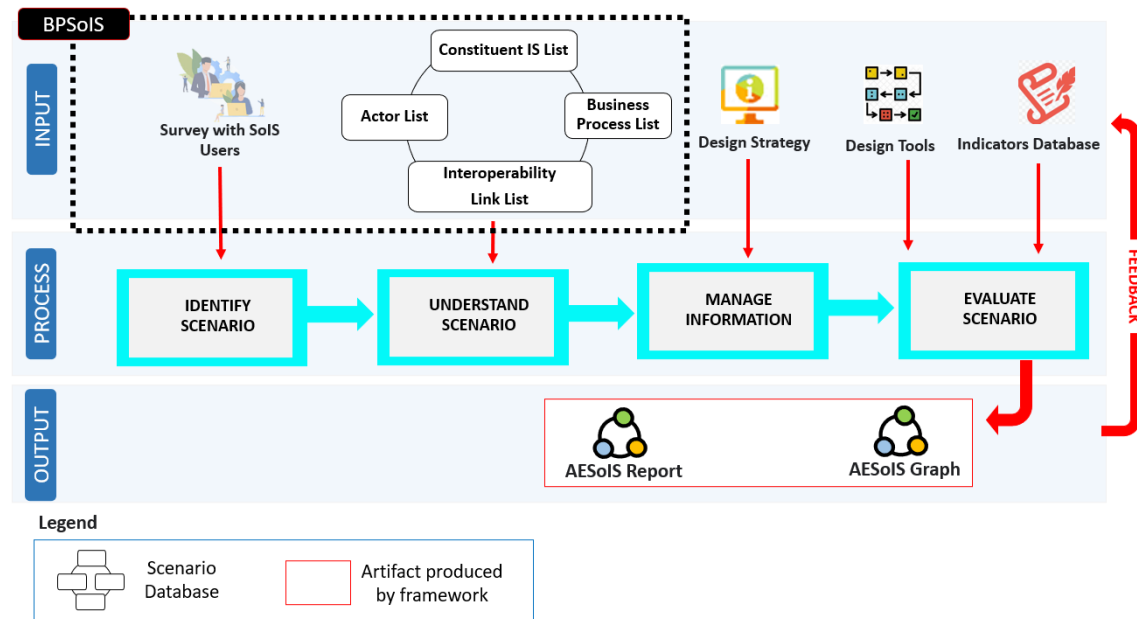 BPSoIS
INPUT
Survey with SoIS
Users
Constituent IS List
Actor List
Business
Process List
Interoperability
Link List
Design Strategy
Design Tools
Indicators Database
FEEDBACK
PROCESS
IDENTIFY
SCENARIO
UNDERSTAND
SCENARIO
MANAGE
INFORMATION
EVALUATE
SCENARIO
OUTPUT
AESoIS Report
AESoIS Graph
Legend
Scenario
Database
Artifact produced
by framework